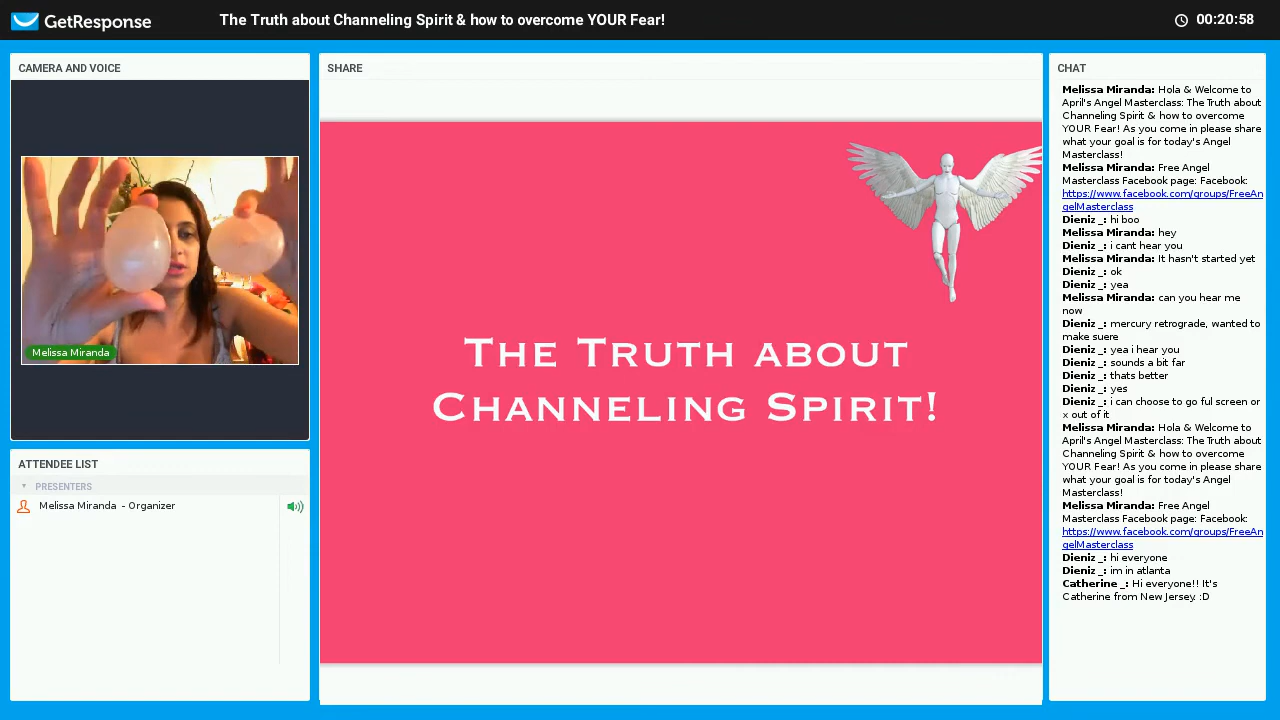 GetResponse
The Truth about Channeling Spirit & how to overcome YOUR Fear!
00:20:58
CAMERA AND VOICE
Melissa Miranda
ATTENDEE LIST
PRESENTERS
Melissa Miranda - Organizer
SHARE
The Truth about
Channeling Spirit!
CHAT
Melissa Miranda: Hola & Welcome to
April's Angel Masterclass: The Truth about
Channeling Spirit & how to overcome
YOUR Fear! As you come in please share
what your goal is for today's Angel
Masterclass!
Melissa Miranda: Free Angel
Masterclass Facebook page: Facebook:
https://www.facebook.com/groups/FreeAn
gelMasterclass
Dieniz _: hi boo
Melissa Miranda: hey
Dieniz _: i cant hear you
Melissa Miranda: It hasn't started yet
Dieniz _: ok
Dieniz _: yea
Melissa Miranda: can you hear me
now
Dieniz _: mercury retrograde, wanted to
make suere
Dieniz _: yea i hear you
Dieniz _: sounds a bit far
Dieniz _: thats better
Dieniz _: yes
Dieniz _: i can choose to go ful screen or
x out of it
Melissa Miranda: Hola & Welcome to
April's Angel Masterclass: The Truth about
Channeling Spirit & how to overcome
YOUR Fear! As you come in please share
what your goal is for today's Angel
Masterclass!
Melissa Miranda: Free Angel
Masterclass Facebook page: Facebook:
https://www.facebook.com/groups/FreeAn
gelMasterclass
Dieniz _: hi everyone
Dieniz _: im in atlanta
Catherine _: Hi everyone!! It's
Catherine from New Jersey. :D